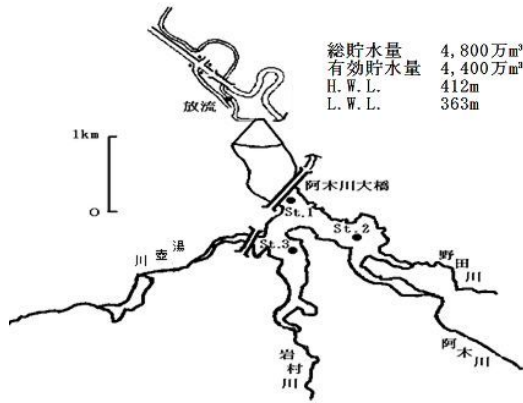 総貯水量 4,800万m³
有効貯水量 4,400万m³
H.W.L. 412m
L.W.L. 363m
放流
1km
0
阿木川大橋
St.1
St.2
St.3
川壺湯
野田川
阿木川
岩村川